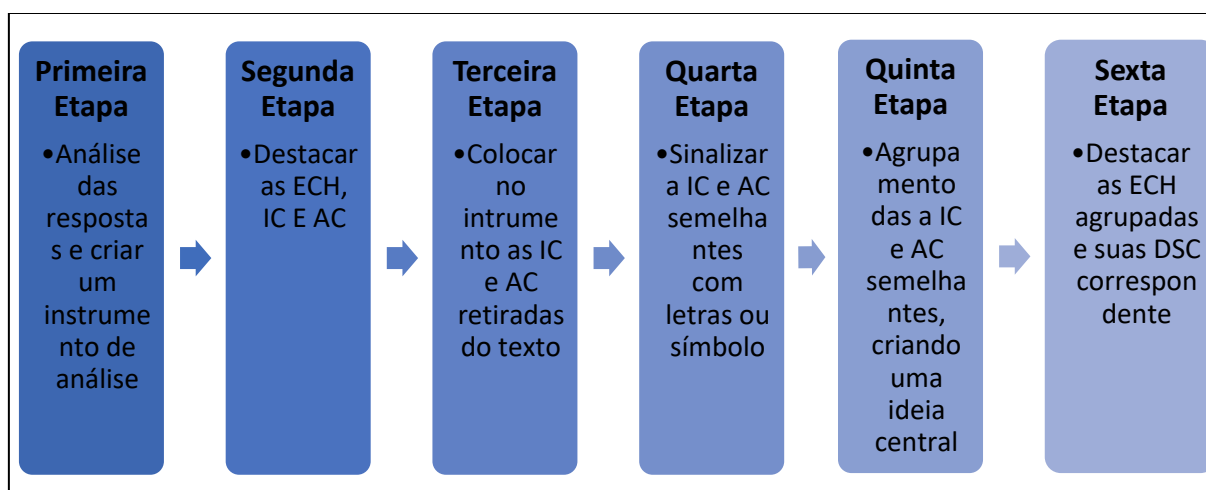 Primeira
Etapa
•Análise
das
resposta
s e criar
um
instrume
nto de
análise
Segunda
Etapa
•Destacar
as ECH,
IC E AC
Terceira
Etapa
•Colocar
no
intrumento
as IC
e AC
retiradas
do texto
Quarta
Etapa
•Sinalizar
a IC e AC
semelha
ntes
com
letras ou
símbolo
Quinta
Etapa
•Agrupa
mento
das a IC
e AC
semelha
ntes,
criando
uma
ideia
central
Sexta
Etapa
•Destacar
as ECH
agrupadas
e suas DSC
correspon
dente